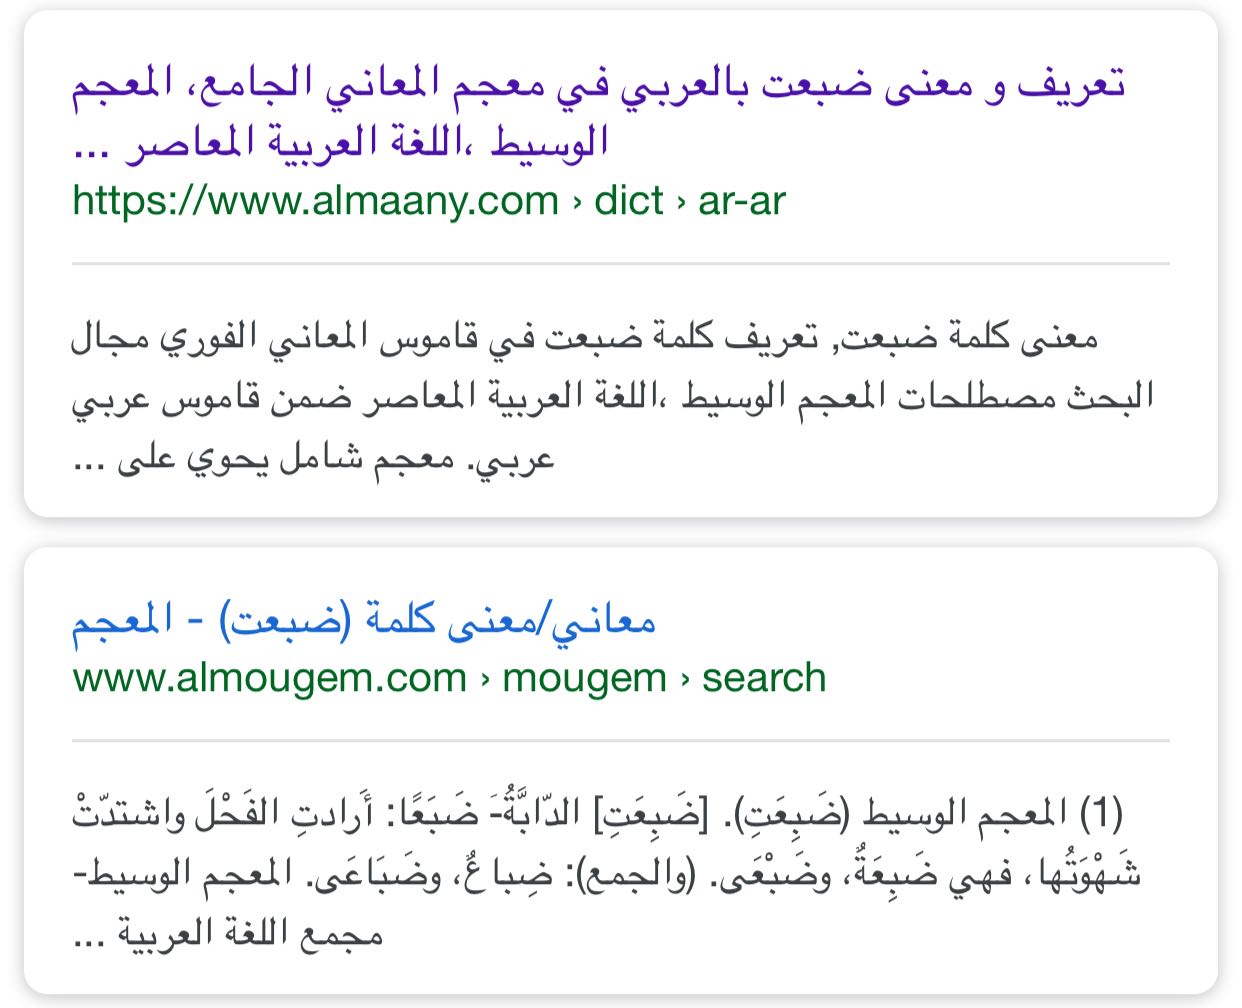 تعريف و معنى ضبعت بالعربي في معجم المعاني الجامع، المعجم
الوسيط ،اللغة العربية المعاصر ...
https://www.almaany.com › dict › ar-ar
معنى كلمة ضبعت, تعريف كلمة ضبعت في قاموس المعاني الفوري مجال
البحث مصطلحات المعجم الوسيط ،اللغة العربية المعاصر ضمن قاموس عربي
عربي. معجم شامل يحوي على ...
معاني/معنى كلمة (ضبعت) - المعجم
www.almougem.com › mougem › search
(1) المعجم الوسيط (ضَبِعَتِ). [ضَبِعَتِ] الدّابَّةُ-َ ضَبَعًا: أَرادتِ الفَحْلَ واشتدّتْ
شَهْوَتُها، فهي ضَبِعَةٌ، وضَبْعَى. (والجمع): ضِباعٌ، وضَبَاعَى. المعجم الوسيط-
مجمع اللغة العربية ...